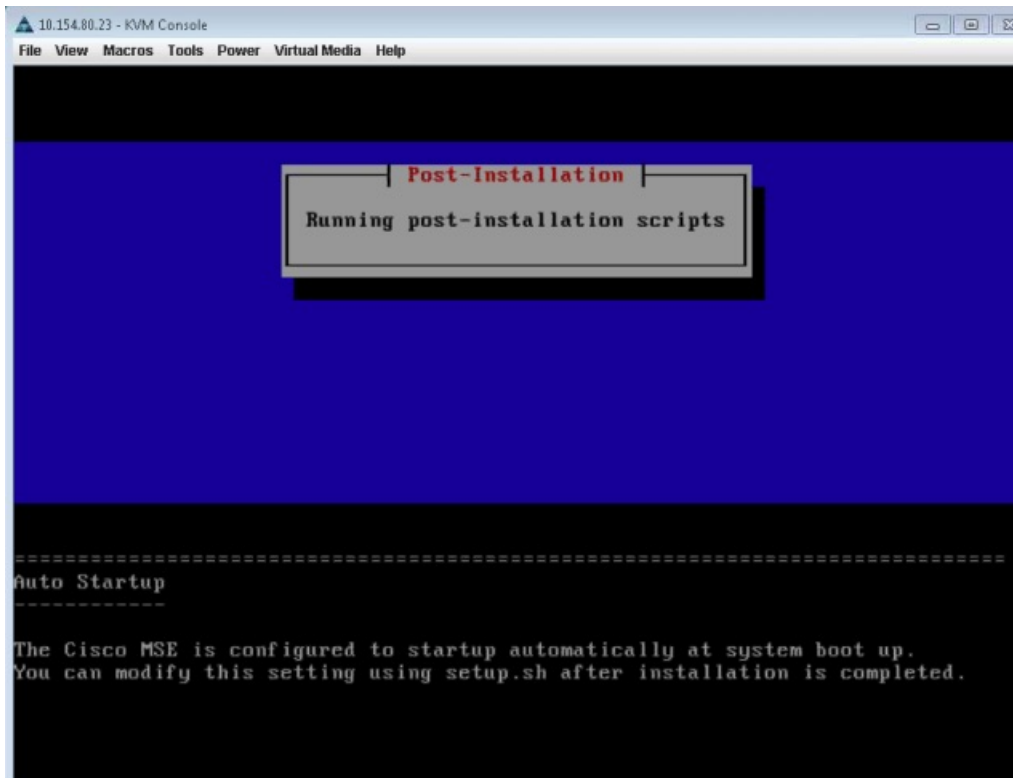 10.154.80.23 - KVM Console
File View Macros Tools Power Virtual Media Help
Post-Installation
Running post-installation scripts
================================================================================
Auto Startup
------------
The Cisco MSE is configured to startup automatically at system boot up.
You can modify this setting using setup.sh after installation is completed.